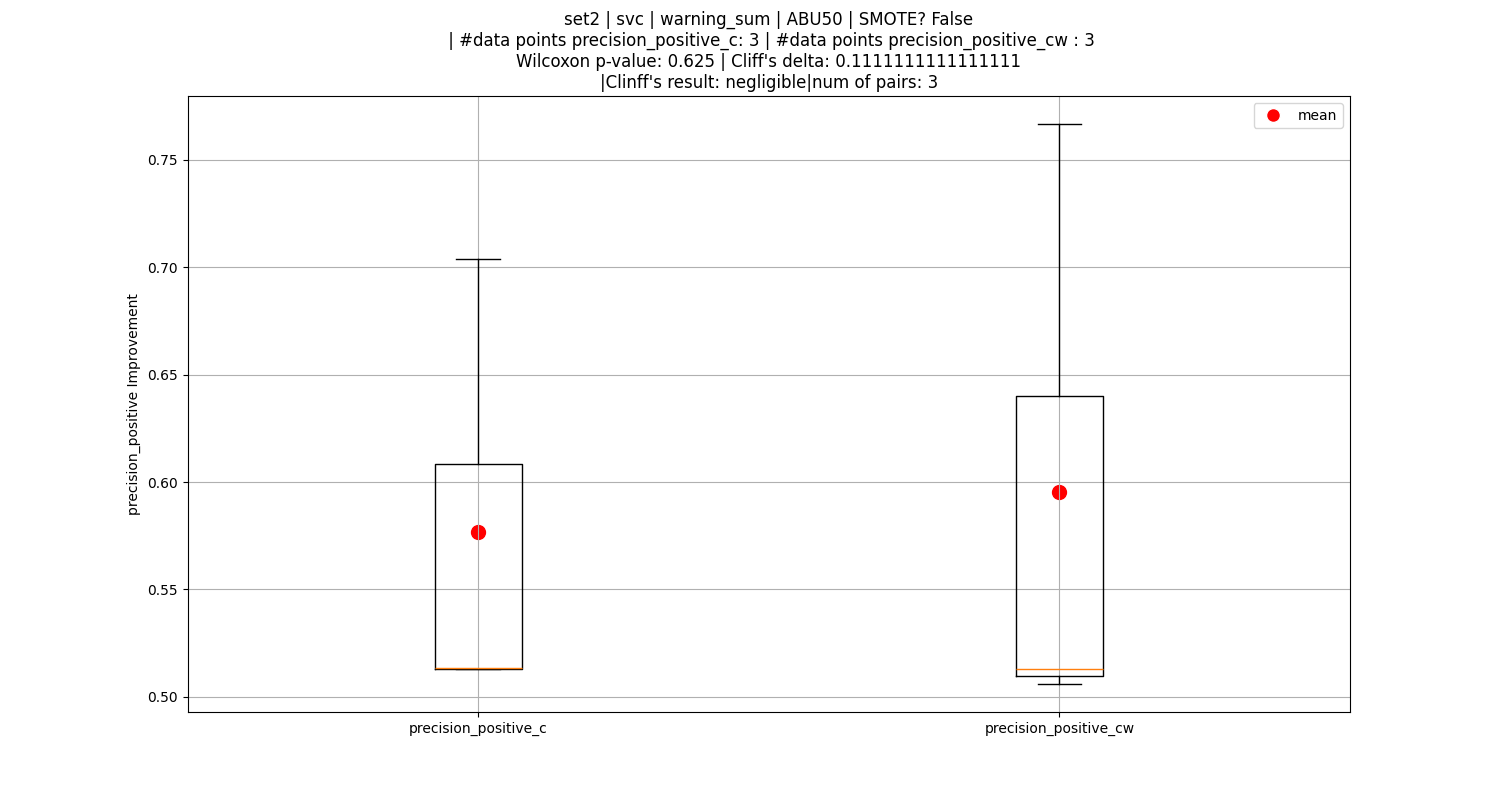 set2 | svc | warning_sum | ABU50 | SMOTE? False
| #data points precision_positive_c: 3 | #data points precision_positive_cw : 3
Wilcoxon p-value: 0.625 | Cliff's delta: 0.1111111111111111
|Clinff's result: negligible|num of pairs: 3
mean
0.75
0.70
0.65
0.60
0.55
0.50
precision_positive Improvement
precision_positive_c
precision_positive_cw